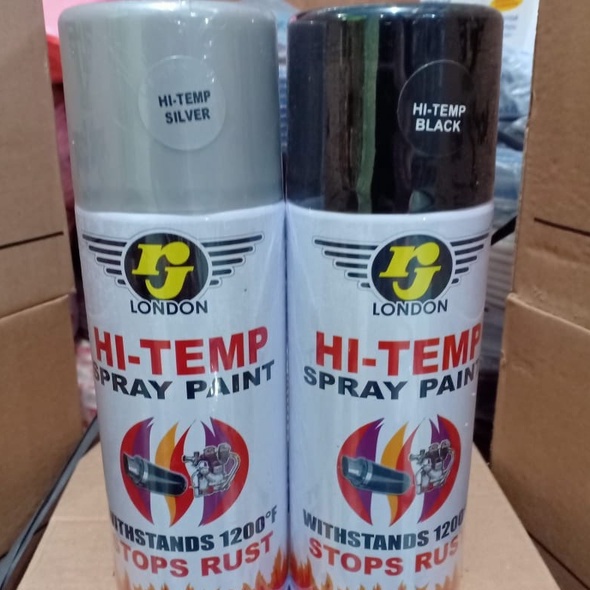 HI-TEMP
SILVER
rj
LONDON
HI-TEMP
SPRAY PAINT
WITHSTANDS 1200°F
STOPS RUST
HI-TEMP
BLACK
rj
LONDON
HI-TEMP
SPRAY PAINT
WITHSTANDS 1200
STOPS RUST